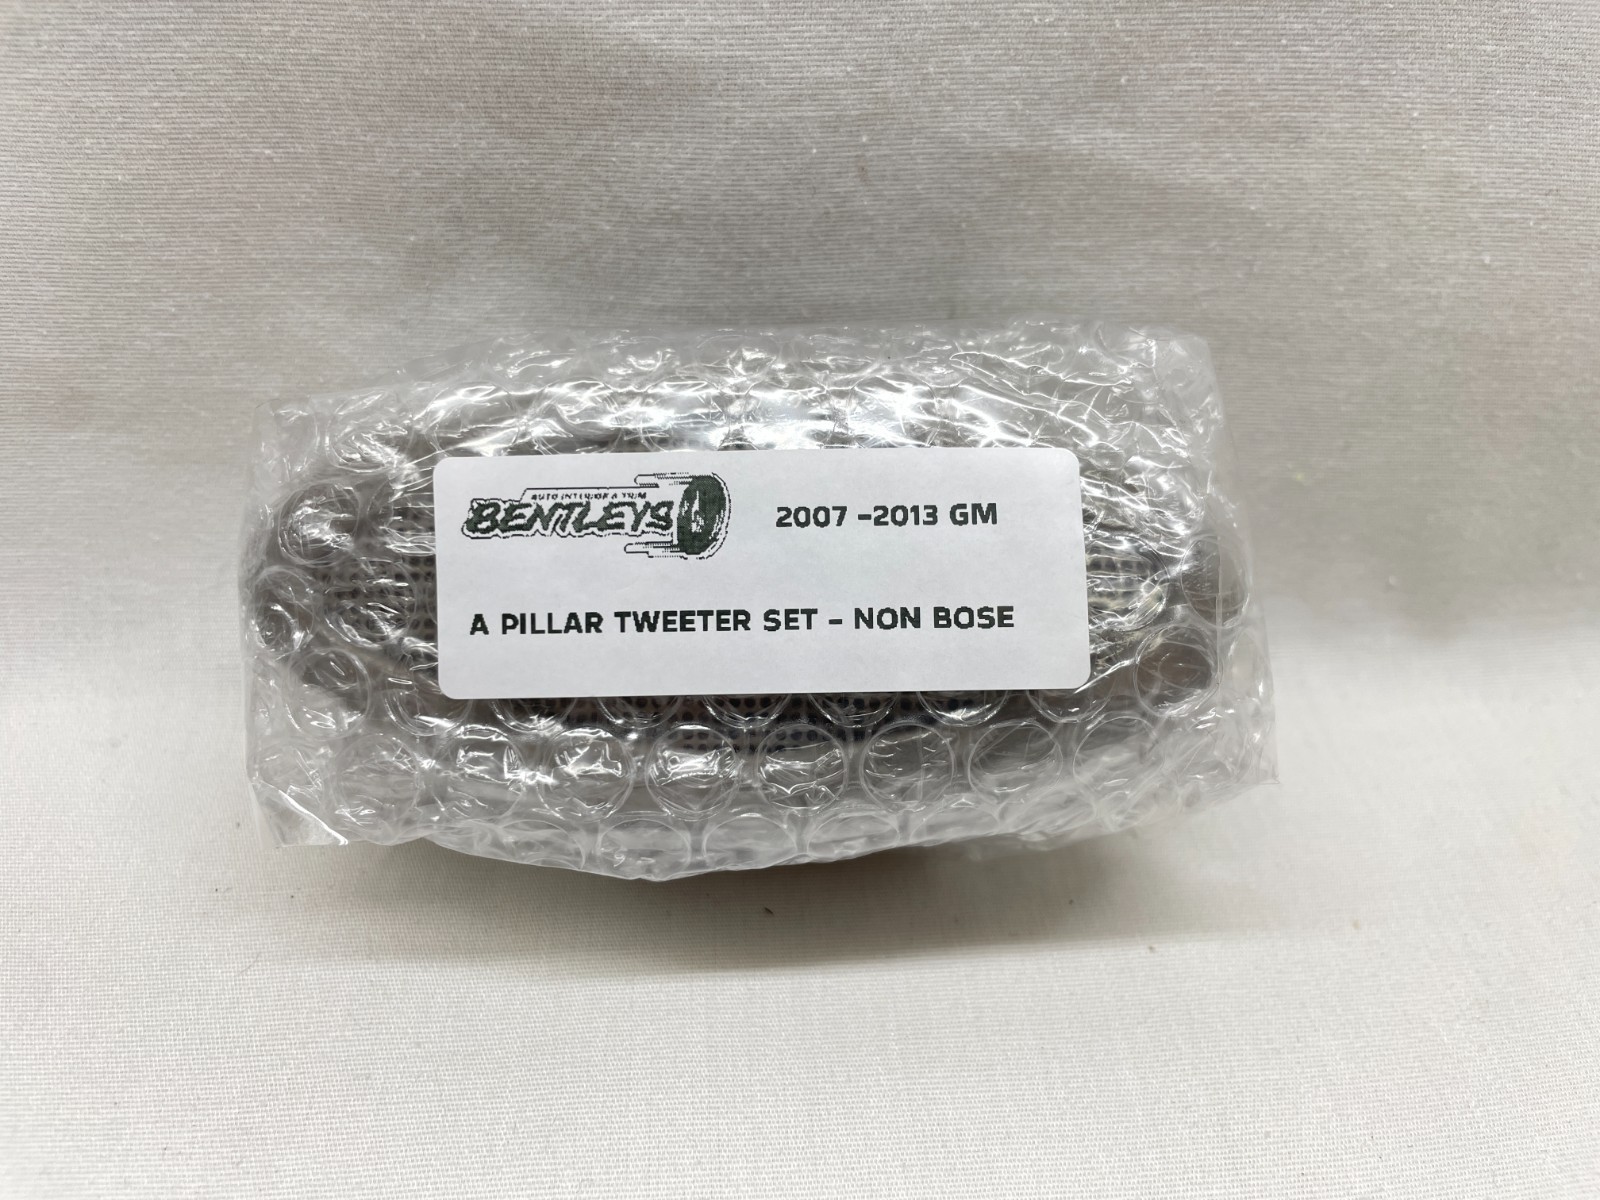 AUTO INTERIOR & TRIM
BENTLEYS
2007 -2013 GM
A PILLAR TWEETER SET - NON BOSE